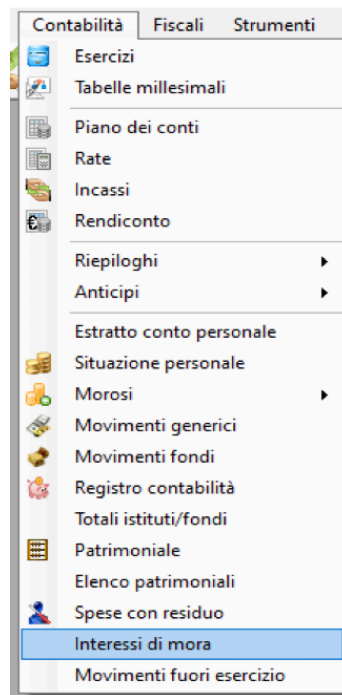 Contabilità Fiscali Strumenti
Esercizi
Tabelle millesimali
Piano dei conti
Rate
Incassi
Rendiconto
Riepiloghi
Anticipi
Estratto conto personale
Situazione personale
Morosi
Movimenti generici
Movimenti fondi
Registro contabilità
Totali istituti/fondi
Patrimoniale
Elenco patrimoniali
Spese con residuo
Interessi di mora
Movimenti fuori esercizio